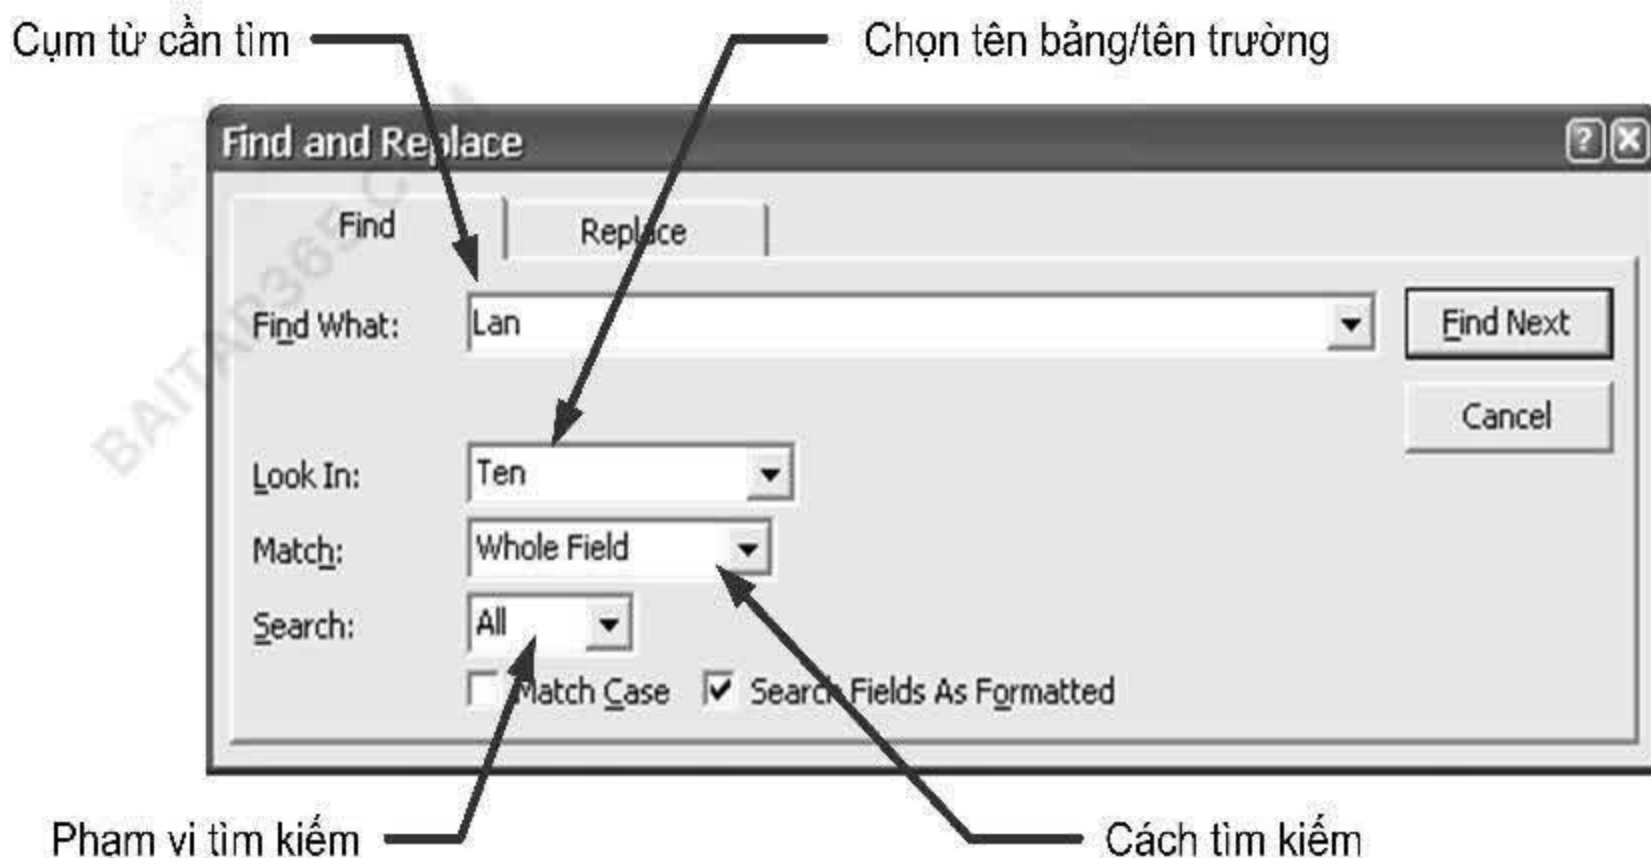 Cụm từ cần tìm
Chọn tên bảng/tên trường
Find and Replace
Find
Replace
Find What:
Lan
Find Next
Cancel
Look In:
Ten
Match:
Whole Field
Search:
All
Match Case
Search Fields As Formatted
Phạm vi tìm kiếm
Cách tìm kiếm